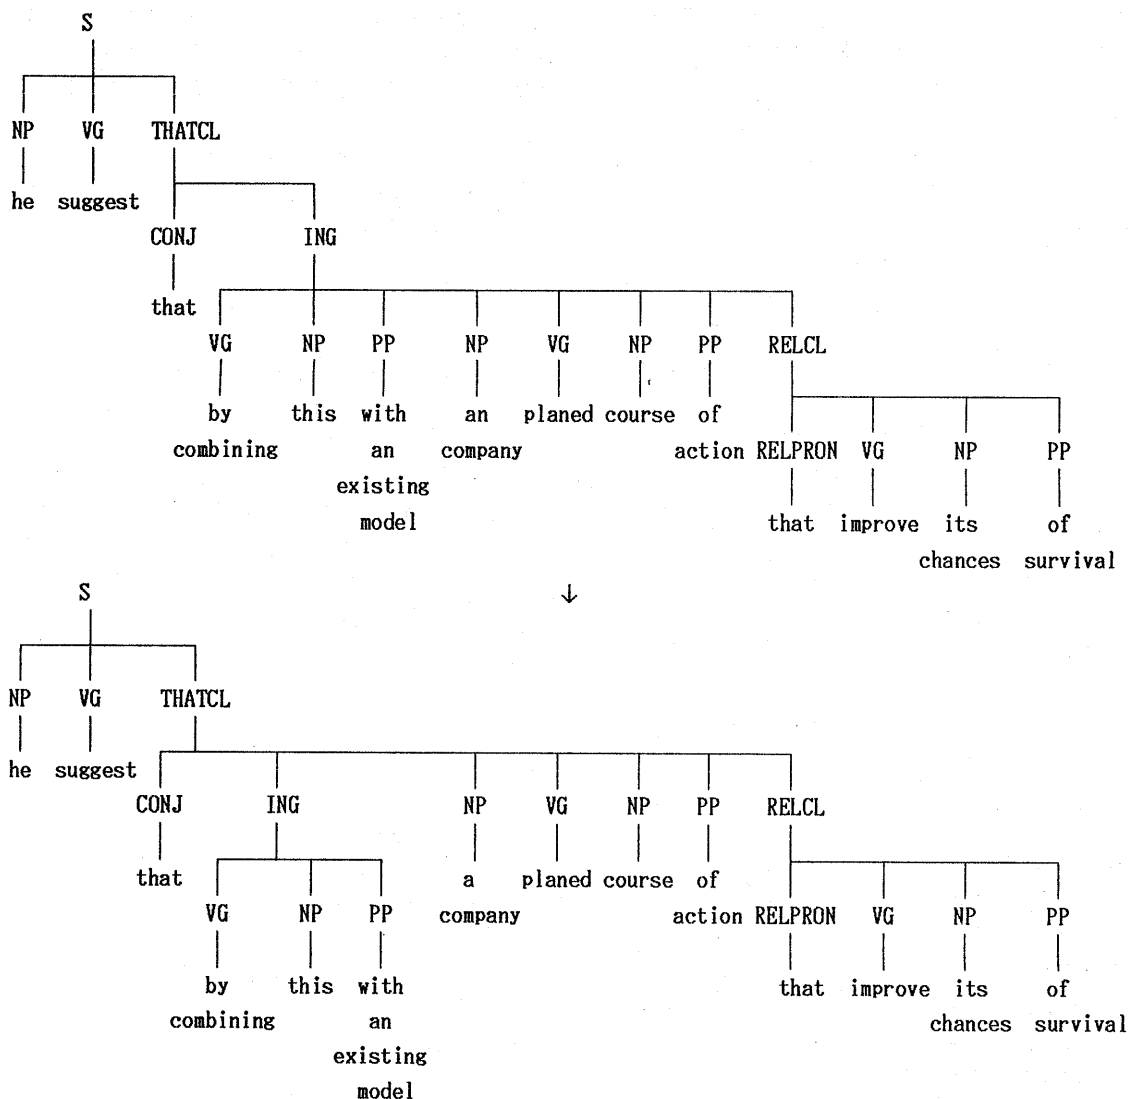 S
NP VG THATCL
he suggest
CONJ ING
that
VG NP PP NP VG NP PP RELCL
by this with an planed course of
combining an company action RELPRON VG NP PP
existing
model that improve its of
chances survival
S ↓
NP VG THATCL
he suggest
CONJ ING NP VG NP PP RELCL
that a planed course of
VG NP PP company action RELPRON VG NP PP
by this with that improve its of
combining an chances survival
existing
model